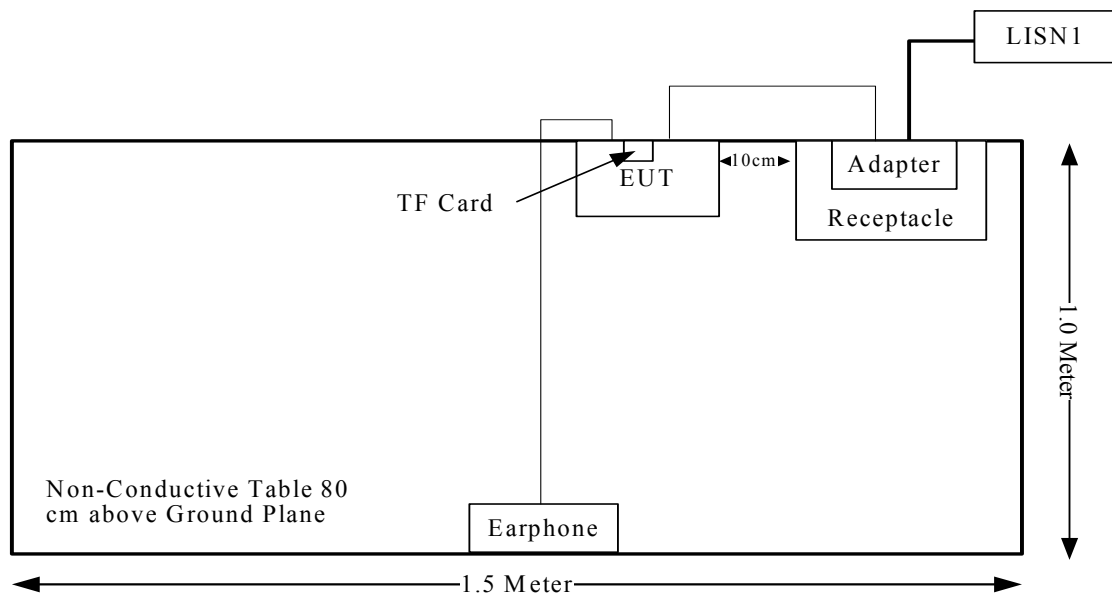 LISN1
10cm
Adapter
EUT
TF Card
Receptacle
1.0 Meter
Non-Conductive Table 80
cm above Ground Plane
Earphone
1.5 Meter